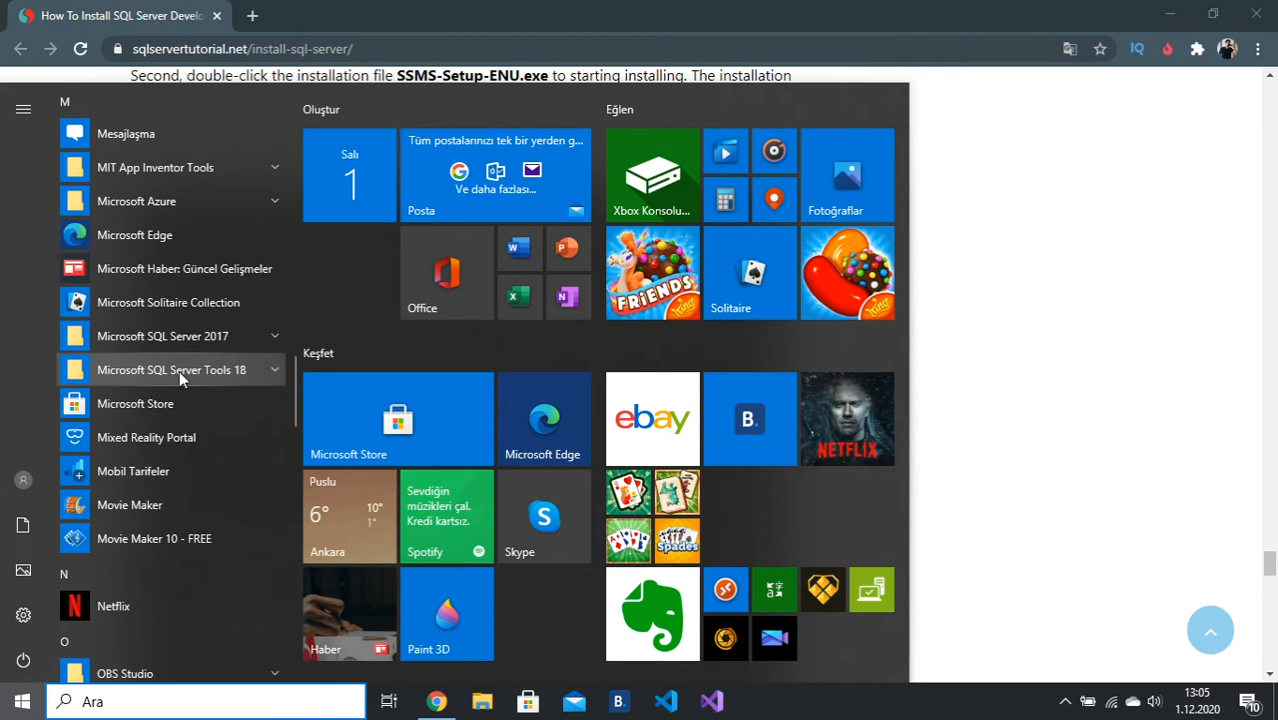 How To Install SQL Server Develo
sqlservertutorial.net/install-sql-server/
IQ
Second, double-click the installation file SSMS-Setup-ENU.exe to starting installing. The installation
M
Mesajlaşma
MIT App Inventor Tools
Microsoft Azure
Microsoft Edge
Microsoft Haber: Güncel Gelişmeler
Microsoft Solitaire Collection
Microsoft SQL Server 2017
Microsoft SQL Server Tools 18
Microsoft Store
Mixed Reality Portal
Mobil Tarifeler
Movie Maker
Movie Maker 10 - FREE
N
Netflix
O
OBS Studio
Oluştur
Salı
1
Tüm postalarınızı tek bir yerden g...
Ve daha fazlası...
Posta
Office
Eğlen
Xbox Konsolu...
Fotoğraflar
FRIENDS
King
Solitaire
King
Keşfet
Microsoft Store
Microsoft Edge
Puslu
6°
10°
1°
Ankara
Sevdiğin
müzikleri çal.
Kredi kartsız.
Spotify
Skype
Haber
Paint 3D
ebay
B.
NETFLIX
Spades
Ara
B.
13:05
1.12.2020
10